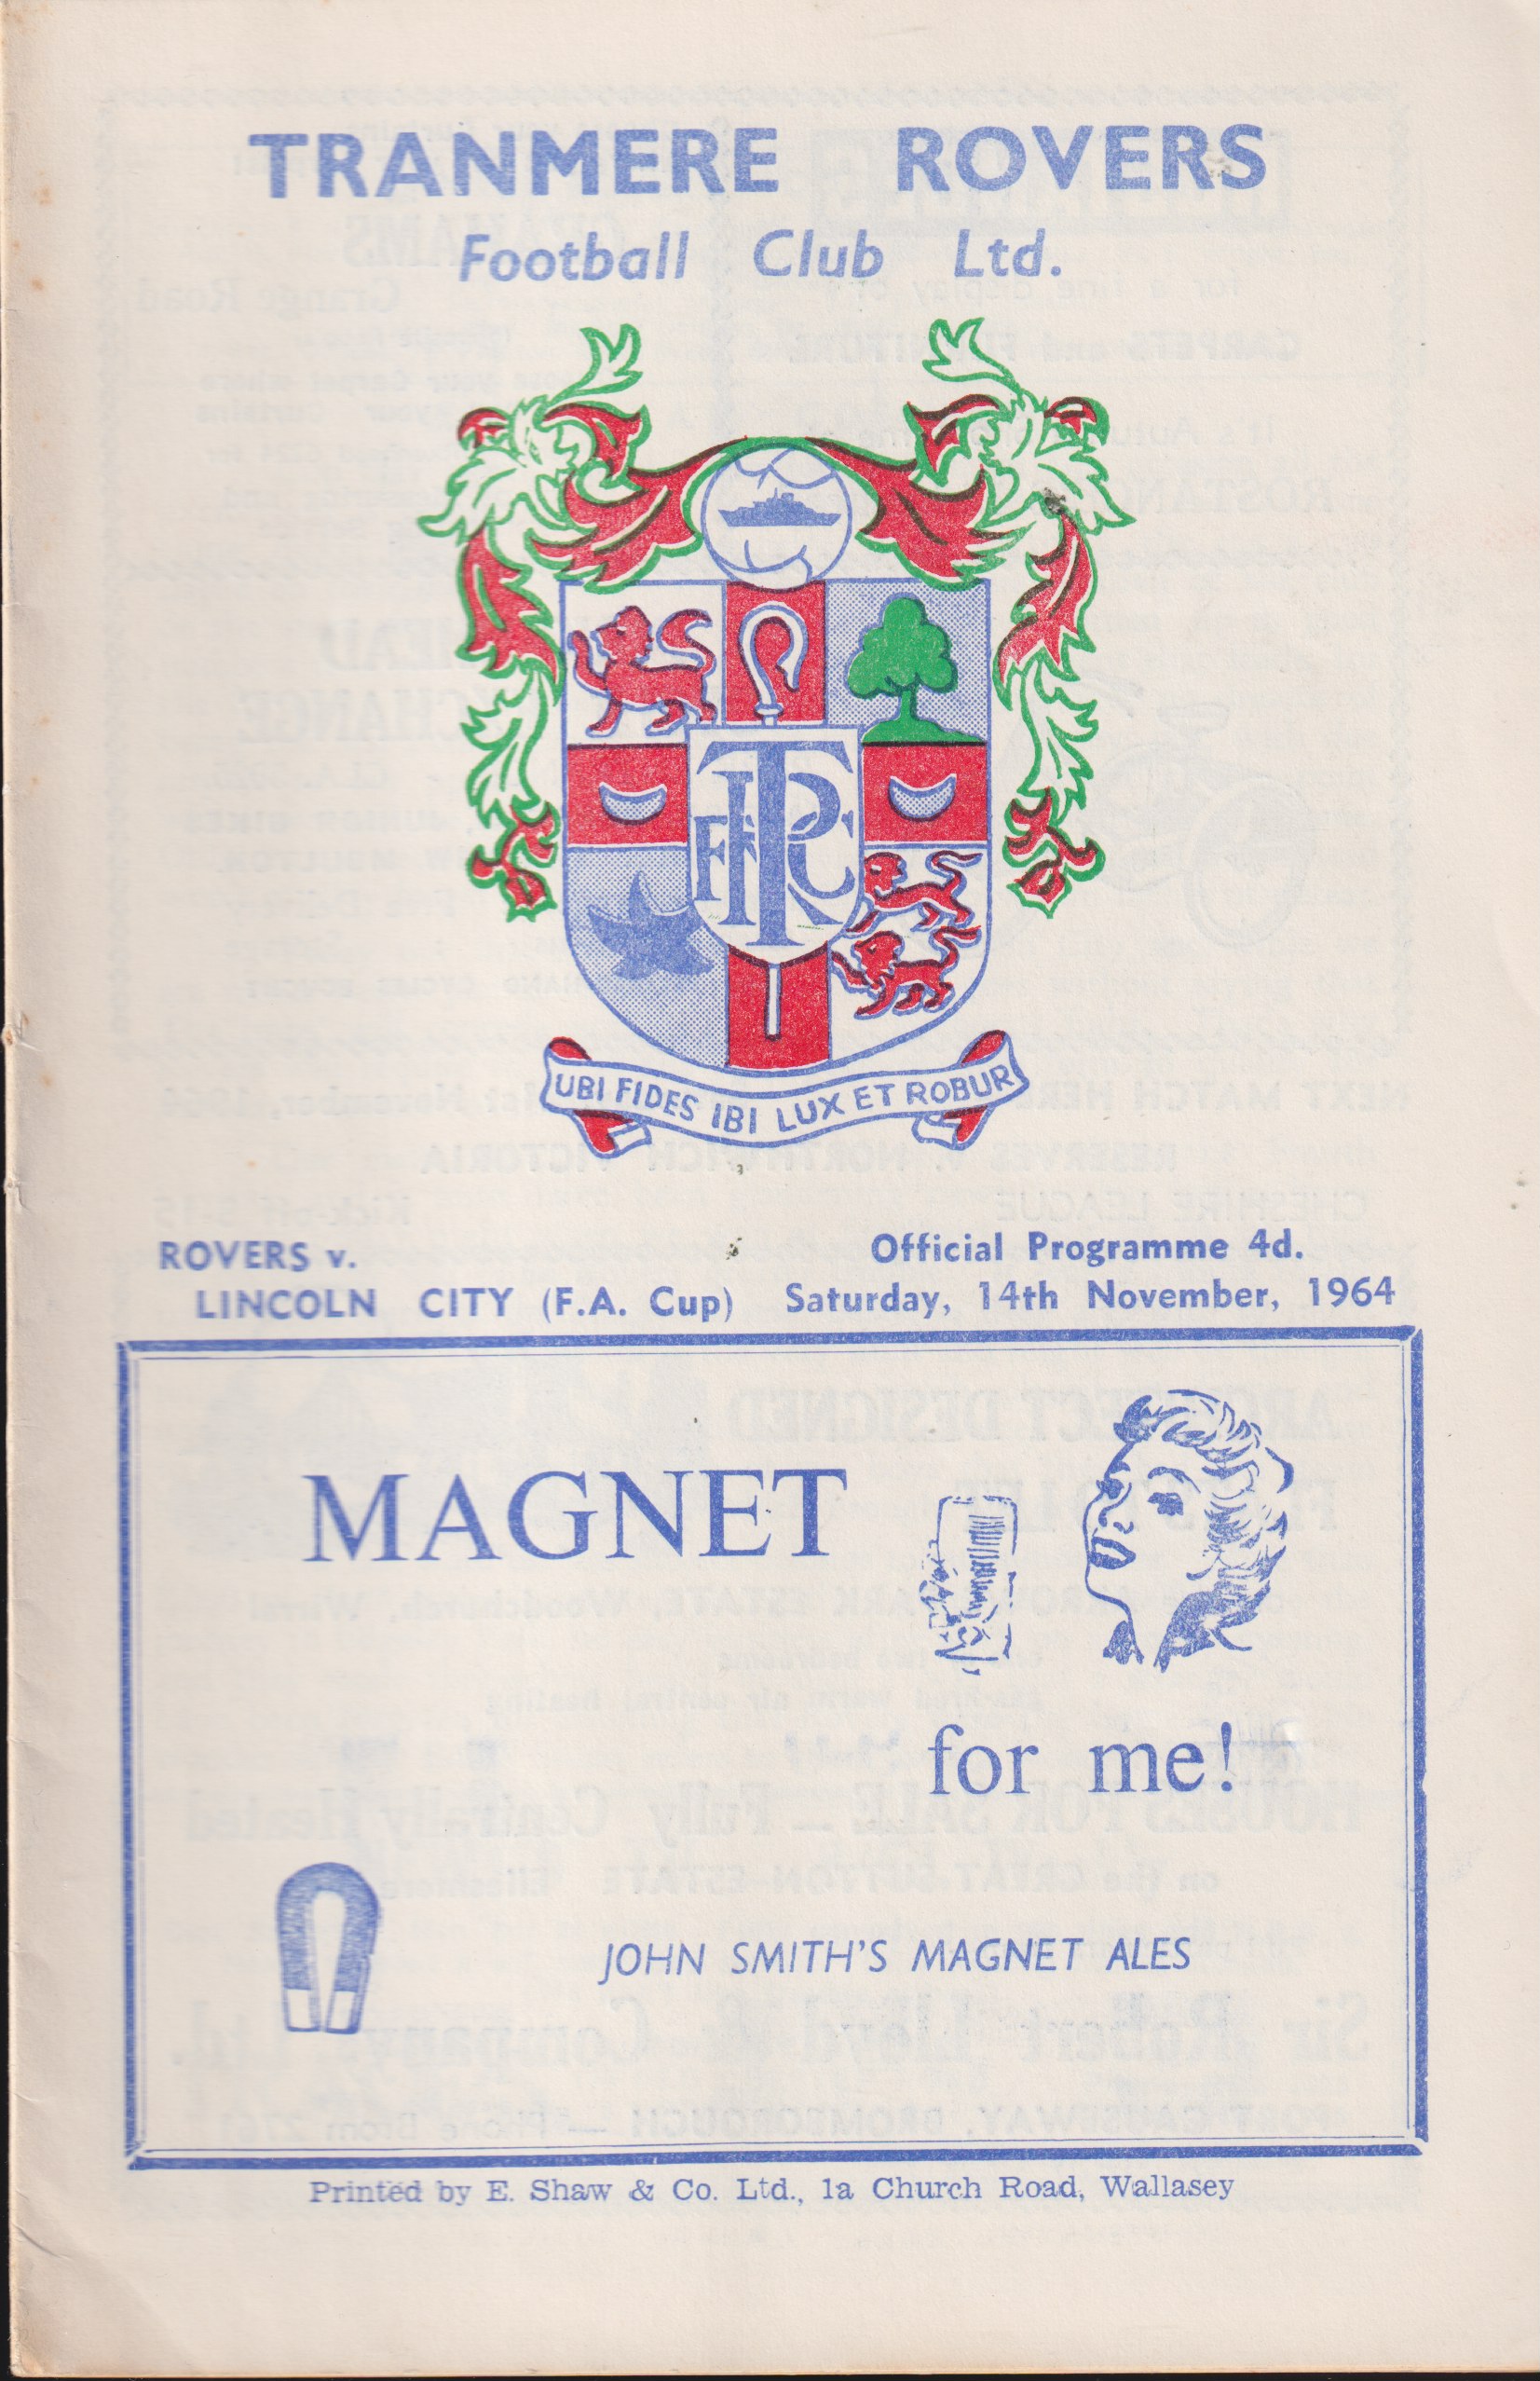 TRANMERE ROVERS
Football Club Ltd.
TRFC
UBI FIDES IBI LUX ET ROBUR
ROVERS v.
LINCOLN CITY (F.A. Cup)
Official Programme 4d.
Saturday, 14th November, 1964
MAGNET
for me!
JOHN SMITH'S MAGNET ALES
Printed by E. Shaw & Co. Ltd., 1a Church Road, Wallasey